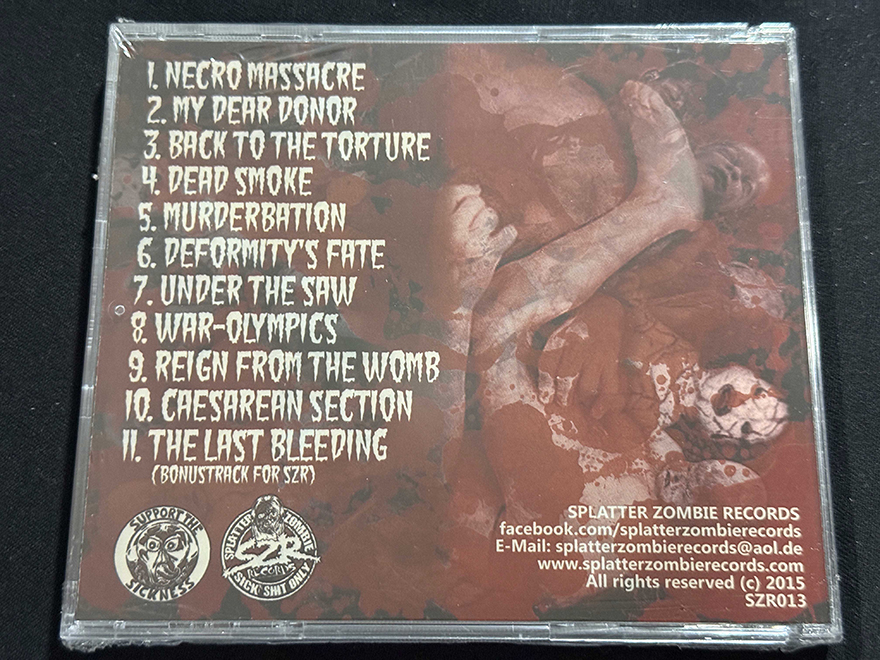 1. NECRO MASSACRE
2. MY DEAR DONOR
3. BACK TO THE TORTURE
4. DEAD SMOKE
5. MURDERBATION
6. DEFORMITY'S FATE
7. UNDER THE SAW
8. WAR-OLYMPICS
9. REIGN FROM THE WOMB
10. CAESAREAN SECTION
11. THE LAST BLEEDING
(BONUSTRACK FOR SZR)
SUPPORT THE
SICKNESS
SPLATTER ZOMBIE
SZR
RECORDS
SICK SHIT ONLY
SPLATTER ZOMBIE RECORDS
facebook.com/splatterzombierecords
E-Mail: splatterzombierecords@aol.de
www.splatterzombierecords.com
All rights reserved (c) 2015
SZR013